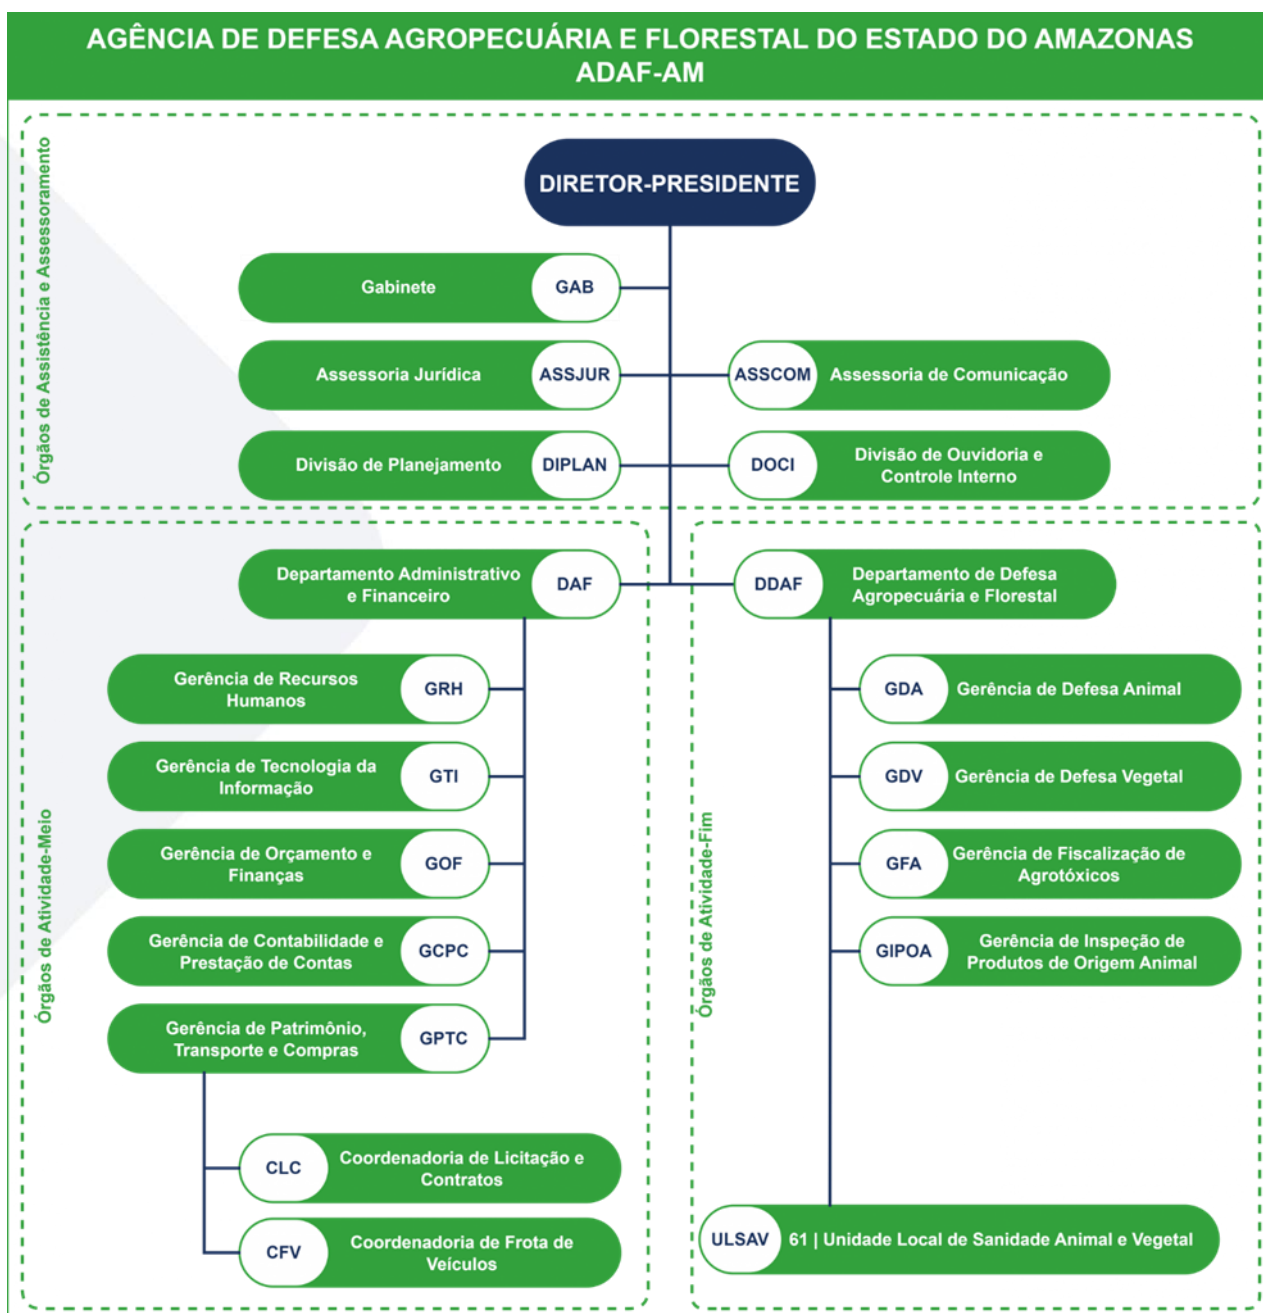 AGÊNCIA DE DEFESA AGROPECUÁRIA E FLORESTAL DO ESTADO DO AMAZONAS
ADAF-AM
Órgãos de Assistência e Assessoramento
DIRETOR-PRESIDENTE
Gabinete
GAB
Assessoria Jurídica
ASSJUR
ASSCOM
Assessoria de Comunicação
Divisão de Planejamento
DIPLAN
DOCI
Divisão de Ouvidoria e
Controle Interno
Órgãos de Atividade-Meio
Departamento Administrativo
e Financeiro
DAF
Gerência de Recursos
Humanos
GRH
Gerência de Tecnologia da
Informação
GTI
Gerência de Orçamento e
Finanças
GOF
Gerência de Contabilidade e
Prestação de Contas
GCPC
Gerência de Patrimônio,
Transporte e Compras
GPTC
CLC
Coordenadoria de Licitação e
Contratos
CFV
Coordenadoria de Frota de
Veículos
Órgãos de Atividade-Fim
DDAF
Departamento de Defesa
Agropecuária e Florestal
GDA
Gerência de Defesa Animal
GDV
Gerência de Defesa Vegetal
GFA
Gerência de Fiscalização de
Agrotóxicos
GIPOA
Gerência de Inspeção de
Produtos de Origem Animal
ULSAV
61 | Unidade Local de Sanidade Animal e Vegetal